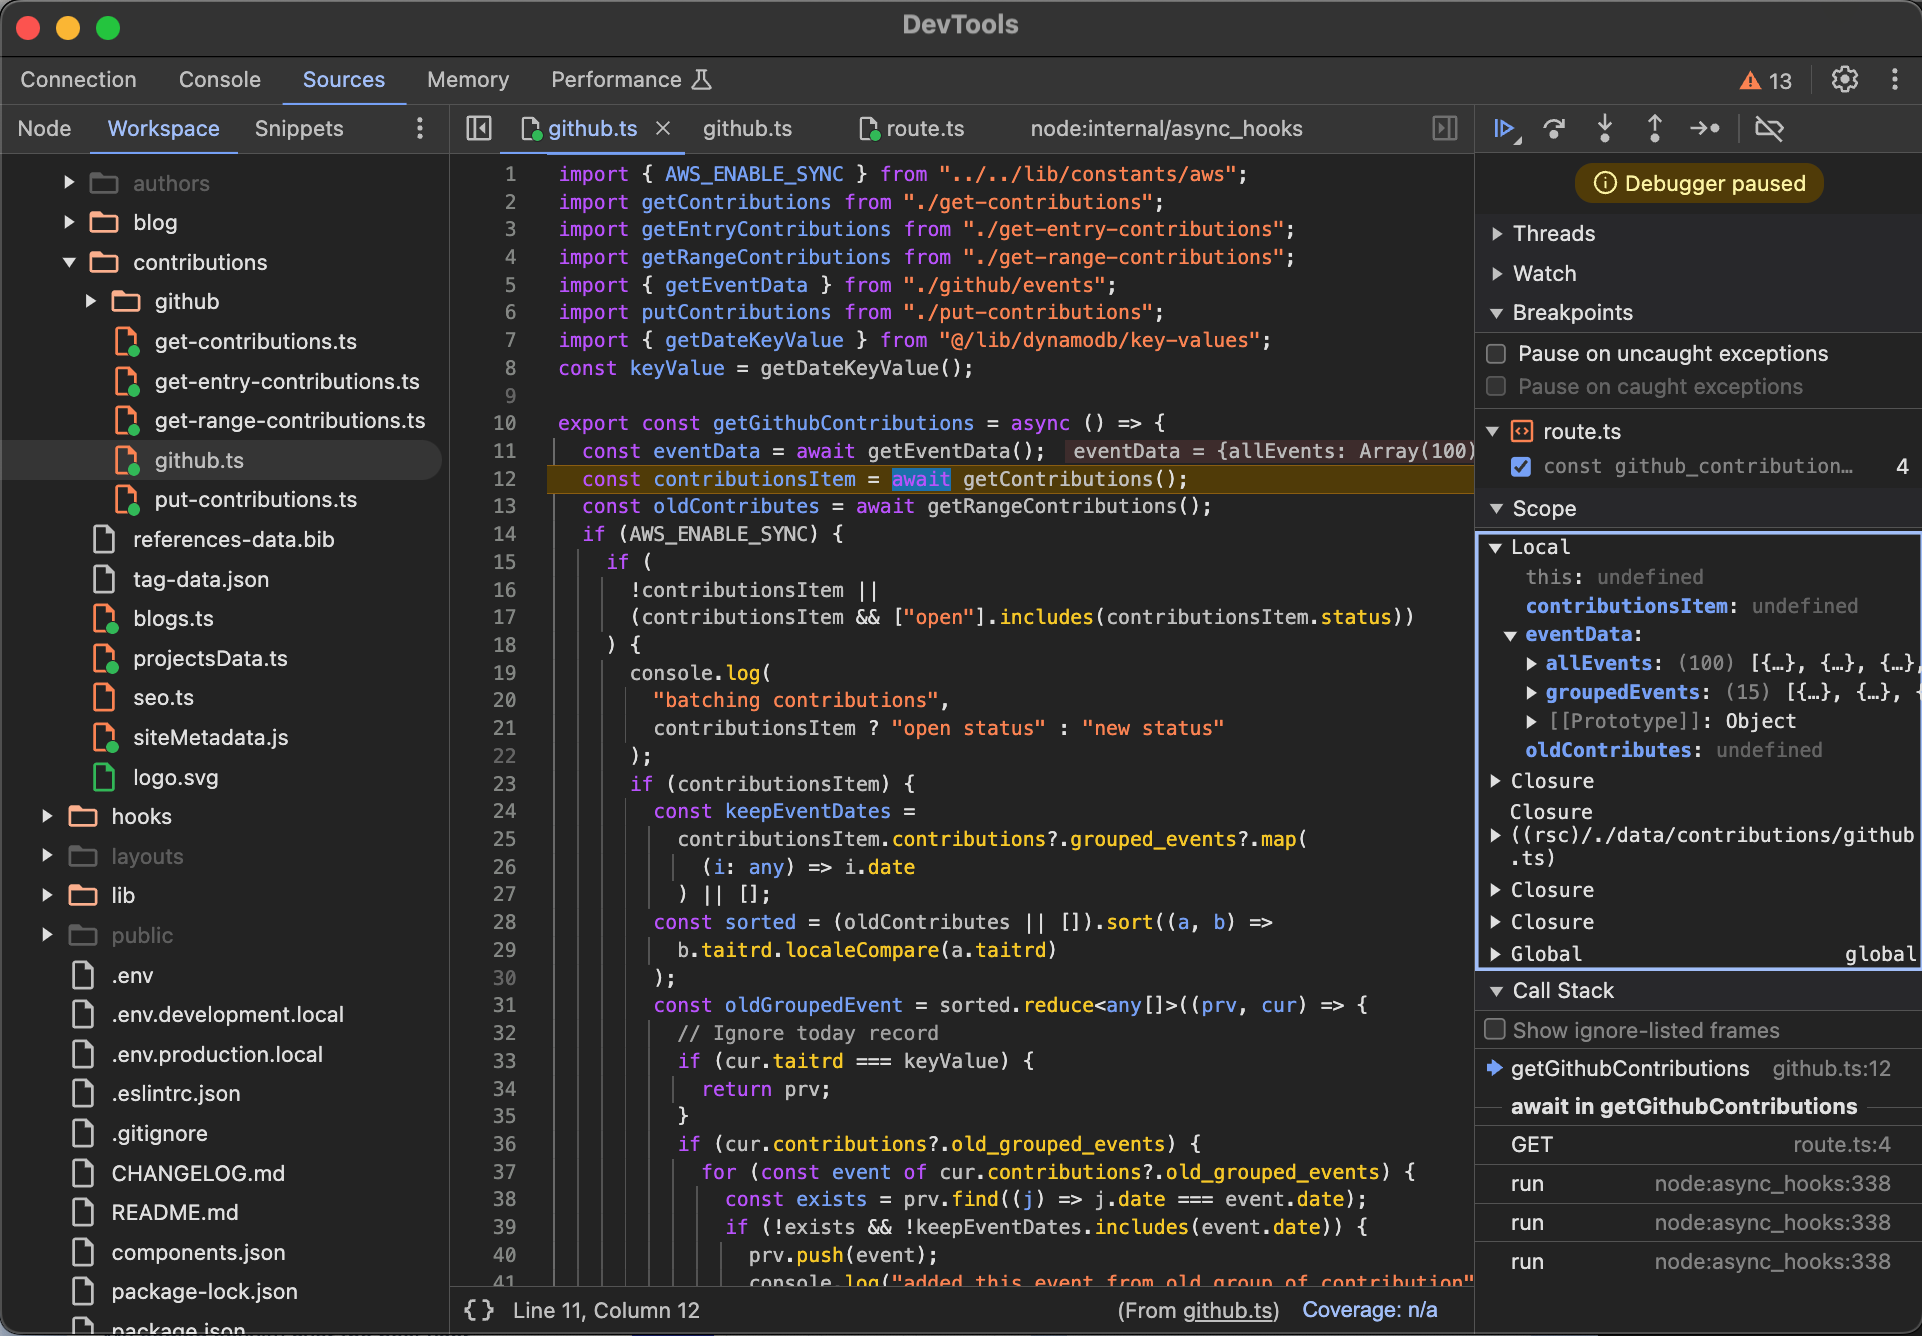 DevTools
Connection Console Sources Memory Performance 13
Node Workspace Snippets
authors
blog
contributions
github
get-contributions.ts
get-entry-contributions.ts
get-range-contributions.ts
github.ts
put-contributions.ts
references-data.bib
tag-data.json
blogs.ts
projectsData.ts
seo.ts
siteMetadata.js
logo.svg
hooks
layouts
lib
public
.env
.env.development.local
.env.production.local
.eslintrc.json
.gitignore
CHANGELOG.md
README.md
components.json
package-lock.json
package.json
github.ts github.ts route.ts node:internal/async_hooks
1 import { AWS_ENABLE_SYNC } from "../../lib/constants/aws";
2 import getContributions from "./get-contributions";
3 import getEntryContributions from "./get-entry-contributions";
4 import getRangeContributions from "./get-range-contributions";
5 import { getEventData } from "./github/events";
6 import putContributions from "./put-contributions";
7 import { getDateKeyValue } from "@/lib/dynamodb/key-values";
8 const keyValue = getDateKeyValue();
9
10 export const getGithubContributions = async () => {
11 const eventData = await getEventData(); eventData = {allEvents: Array(100)
12 const contributionsItem = await getContributions();
13 const oldContributes = await getRangeContributions();
14 if (AWS_ENABLE_SYNC) {
15 if (
16 !contributionsItem ||
17 (contributionsItem && ["open"].includes(contributionsItem.status))
18 ) {
19 console.log(
20 "batching contributions",
21 contributionsItem ? "open status" : "new status"
22 );
23 if (contributionsItem) {
24 const keepEventDates =
25 contributionsItem.contributions?.grouped_events?.map(
26 (i: any) => i.date
27 ) || [];
28 const sorted = (oldContributes || []).sort((a, b) =>
29 b.taitrd.localeCompare(a.taitrd)
30 );
31 const oldGroupedEvent = sorted.reduce<any[]>((prv, cur) => {
32 // Ignore today record
33 if (cur.taitrd === keyValue) {
34 return prv;
35 }
36 if (cur.contributions?.old_grouped_events) {
37 for (const event of cur.contributions?.old_grouped_events) {
38 const exists = prv.find((j) => j.date === event.date);
39 if (!exists && !keepEventDates.includes(event.date)) {
40 prv.push(event);
41 console.log("added this event from old group of contribution"
{} Line 11, Column 12 (From github.ts) Coverage: n/a
Debugger paused
Threads
Watch
Breakpoints
Pause on uncaught exceptions
Pause on caught exceptions
route.ts
const github_contribution… 4
Scope
Local
this: undefined
contributionsItem: undefined
eventData:
allEvents: (100) [{…}, {…}, {…},
groupedEvents: (15) [{…}, {…}, {
[[Prototype]]: Object
oldContributes: undefined
Closure
Closure
((rsc)/./data/contributions/github
.ts)
Closure
Closure
Global global
Call Stack
Show ignore-listed frames
getGithubContributions github.ts:12
await in getGithubContributions
GET route.ts:4
run node:async_hooks:338
run node:async_hooks:338
run node:async_hooks:338